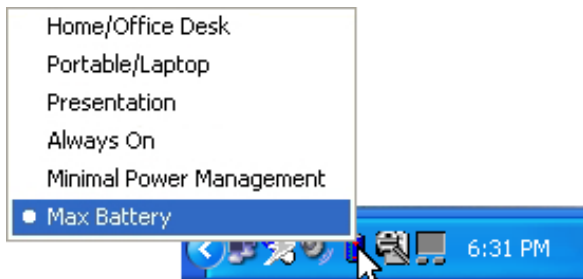 Home/Office Desk
Portable/Laptop
Presentation
Always On
Minimal Power Management
Max Battery
6:31 PM